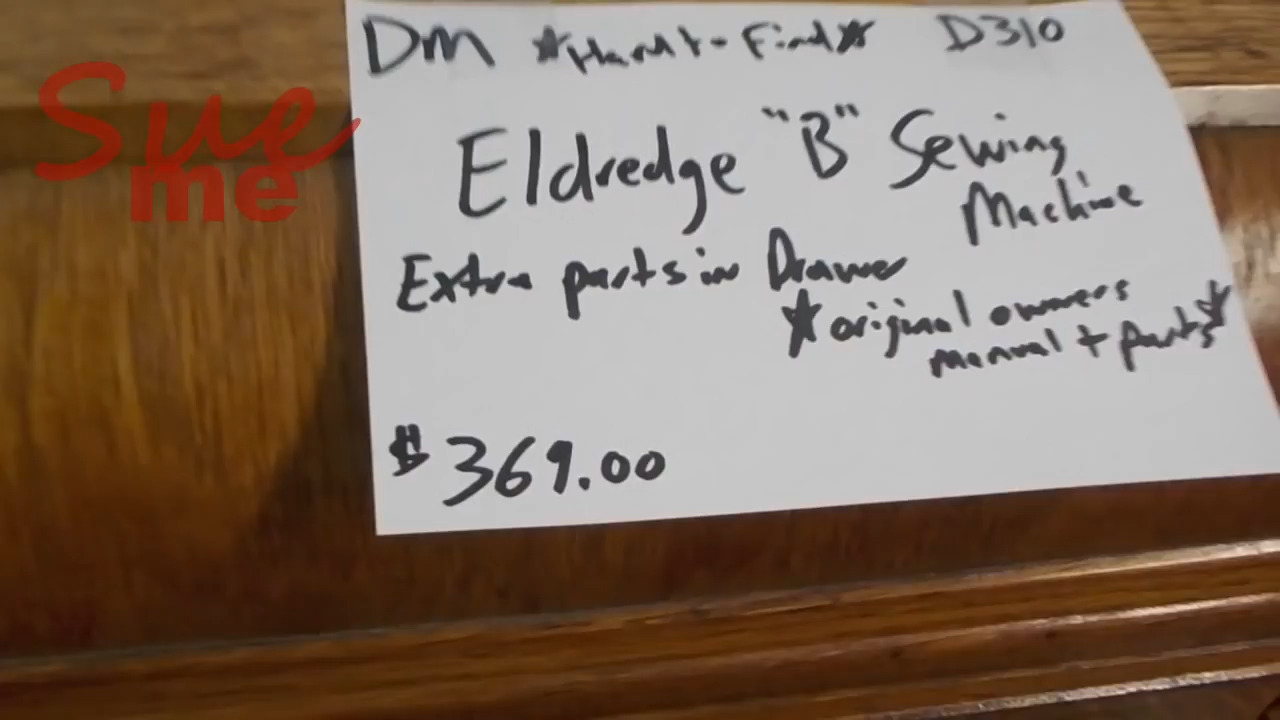 Sue
me
DM *Hard to Find* D310
Eldredge "B" Sewing
Machine
Extra parts in Drawer
*original owners
manual + parts*
$369.00